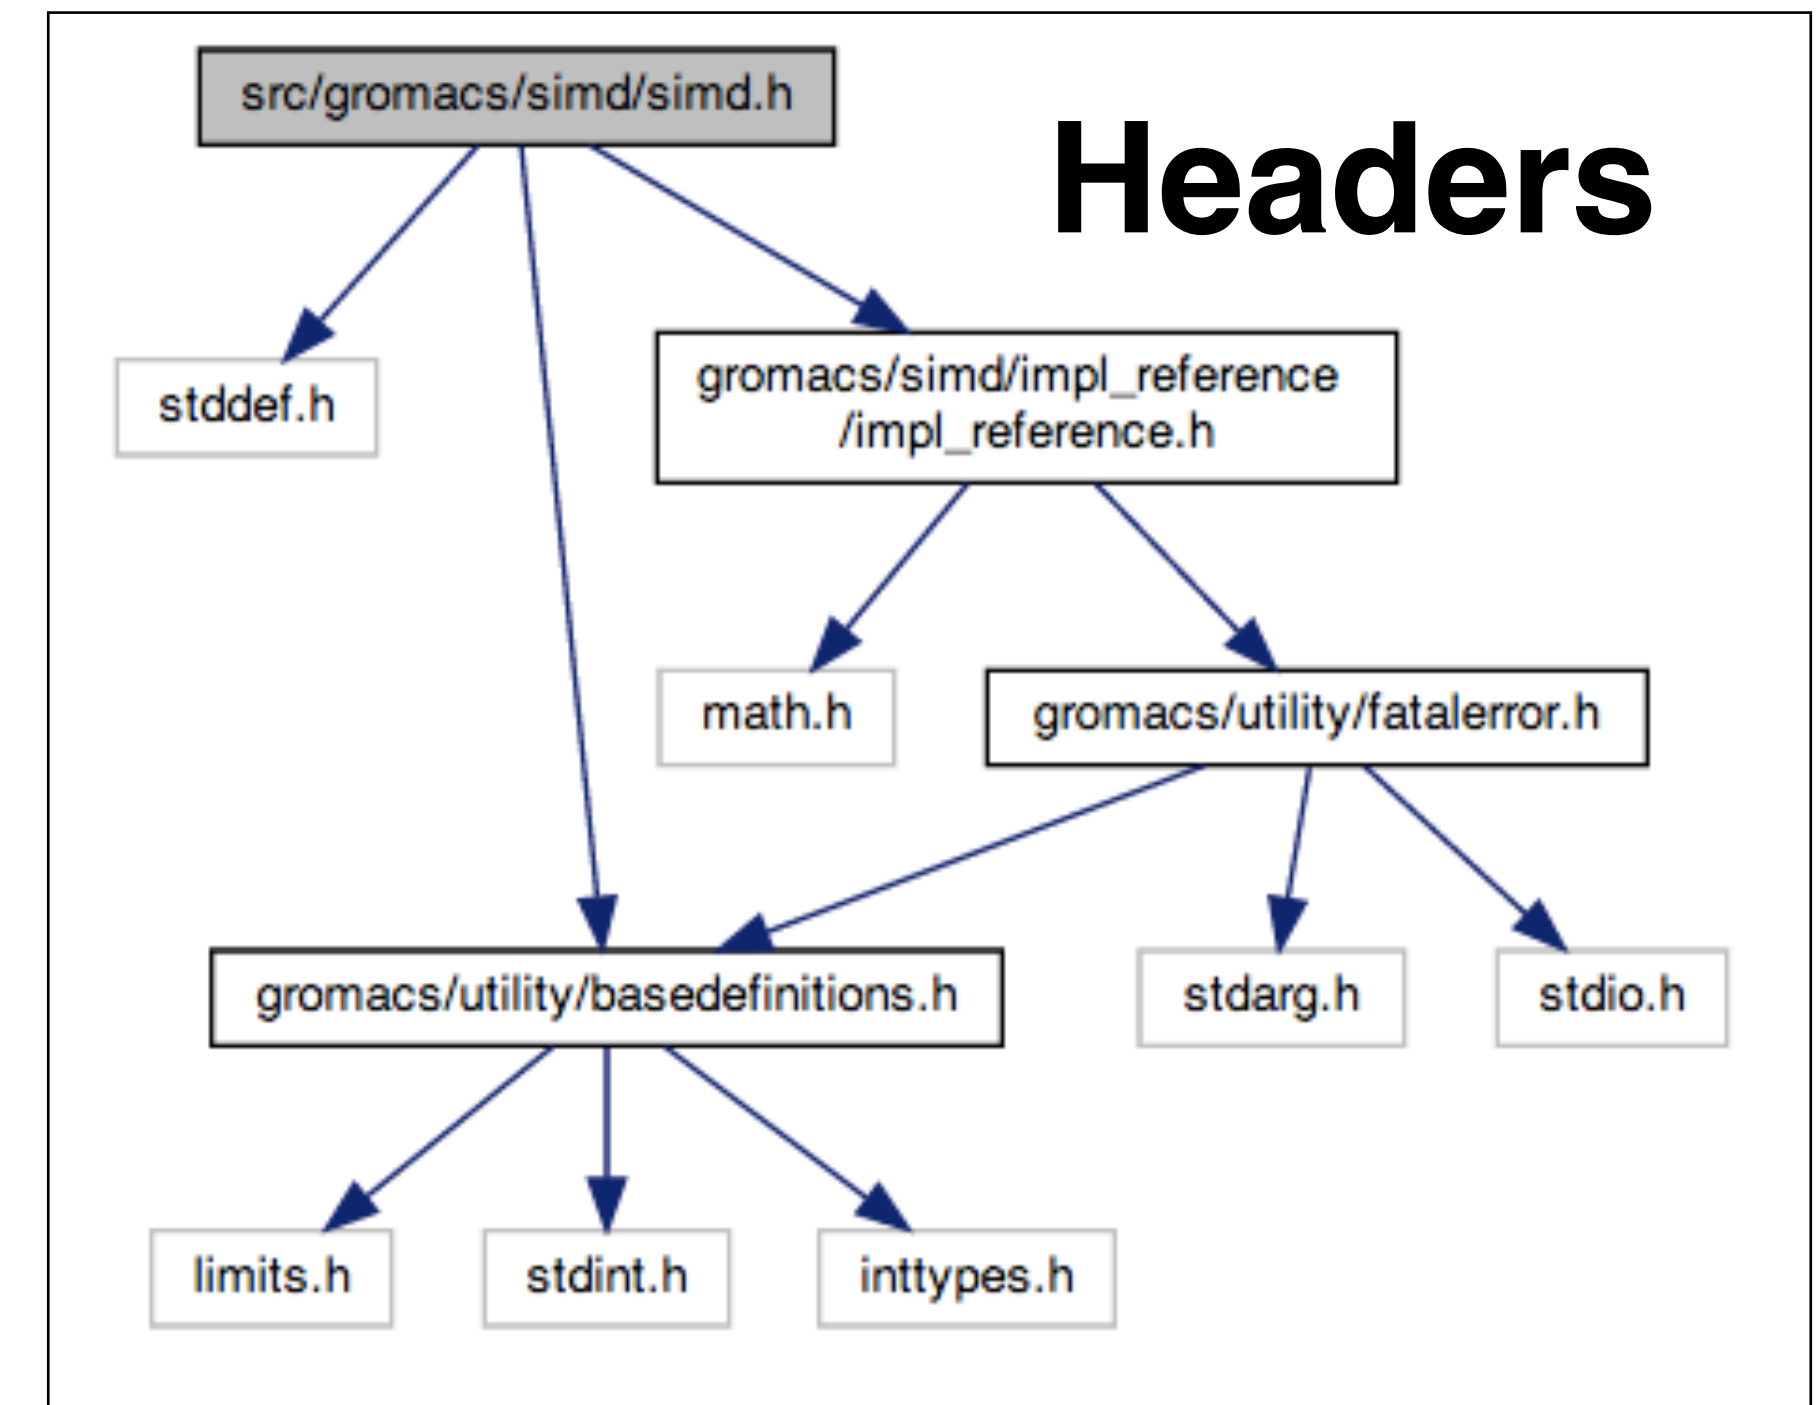 src/gromacs/simd/simd.h
Headers
stddef.h
gromacs/simd/impl_reference
/impl_reference.h
math.h
gromacs/utility/fatalerror.h
gromacs/utility/basedefinitions.h
stdarg.h
stdio.h
limits.h
stdint.h
inttypes.h